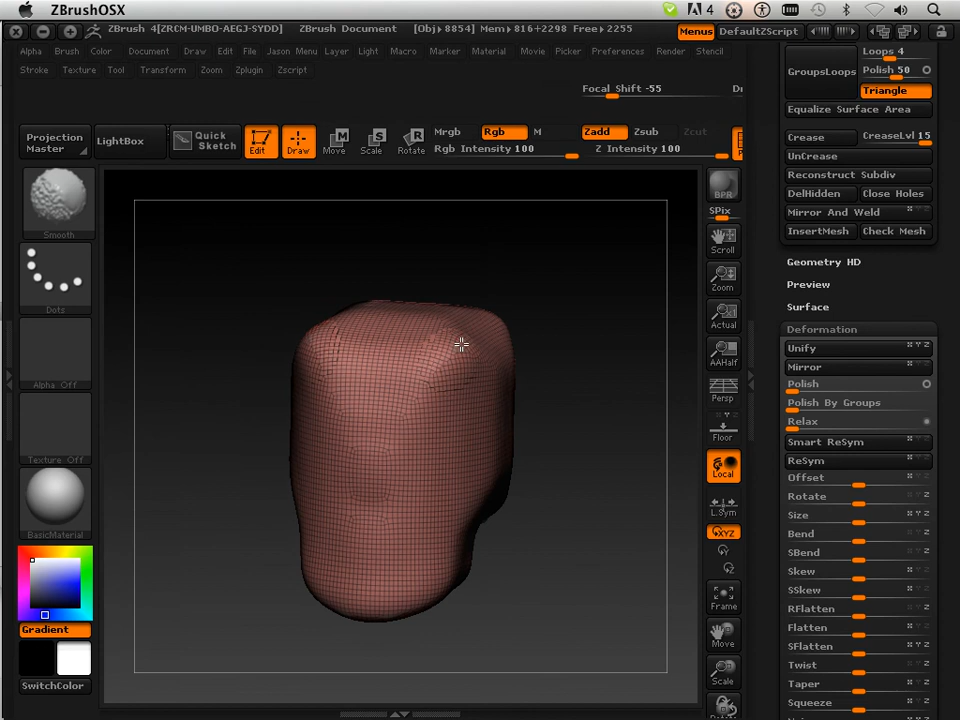 ZBrushOSX
4
ZBrush 4[ZRCM-UMBO-AEGJ-SYDD] ZBrush Document [Obj▸8854] Mem▸816+2298 Free▸2255 Menus DefaultZScript
Alpha Brush Color Document Draw Edit File Jason Menu Layer Light Macro Marker Material Movie Picker Preferences Render Stencil
Stroke Texture Tool Transform Zoom Zplugin Zscript
Focal Shift -55
Projection Master
LightBox
Quick Sketch
Edit
Draw
Move
Scale
Rotate
Mrgb Rgb M Zadd Zsub Zcut
Rgb Intensity 100 Z Intensity 100
Smooth
Dots
Alpha Off
Texture Off
BasicMaterial
Gradient
SwitchColor
BPR
SPix
Scroll
Zoom
Actual
AAHalf
Persp
Floor
Local
L.Sym
XYZ
Frame
Move
Scale
GroupsLoops
Loops 4
Polish 50
Triangle
Equalize Surface Area
Crease CreaseLvl 15
UnCrease
Reconstruct Subdiv
DelHidden Close Holes
Mirror And Weld
InsertMesh Check Mesh
Geometry HD
Preview
Surface
Deformation
Unify
Mirror
Polish
Polish By Groups
Relax
Smart ReSym
ReSym
Offset
Rotate
Size
Bend
SBend
Skew
SSkew
RFlatten
Flatten
SFlatten
Twist
Taper
Squeeze